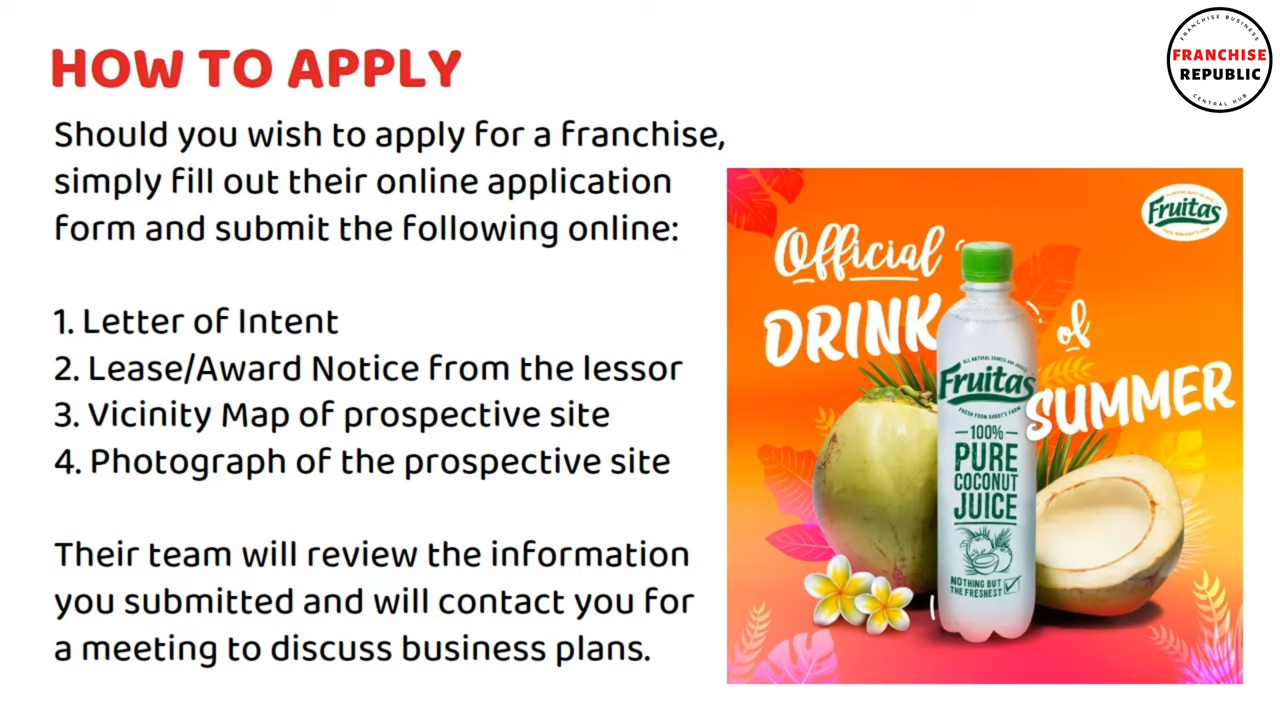 HOW TO APPLY
Should you wish to apply for a franchise,
simply fill out their online application
form and submit the following online:
1. Letter of Intent
2. Lease/Award Notice from the lessor
3. Vicinity Map of prospective site
4. Photograph of the prospective site
Their team will review the information
you submitted and will contact you for
a meeting to discuss business plans.
FRANCHISE BUSINESS
FRANCHISE
REPUBLIC
CENTRAL HUB
Fruitas
Official
DRINK
of
SUMMER
Fruitas
100%
PURE
COCONUT
JUICE
NOTHING BUT
THE FRESHEST